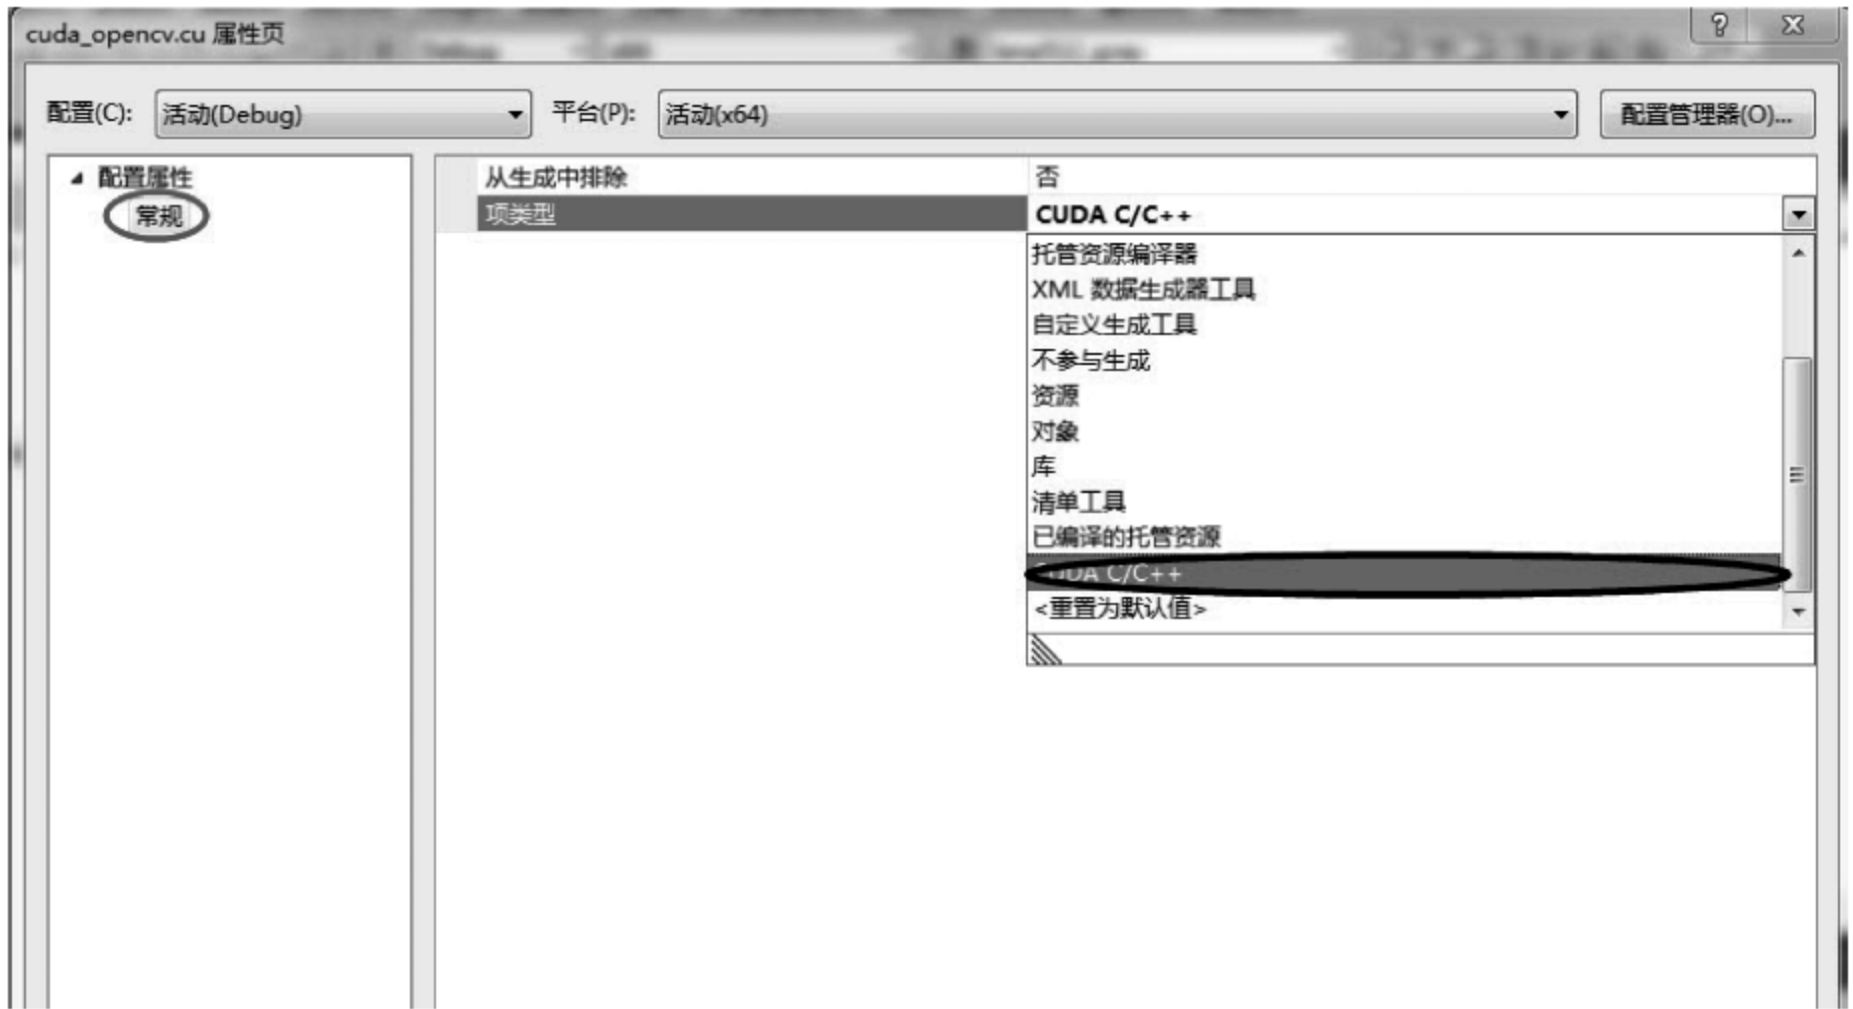 cuda_opencv.cu 属性页
配置(C): 活动(Debug) 平台(P): 活动(x64) 配置管理器(O)...
配置属性
常规
从生成中排除 否
项类型 CUDA C/C++
托管资源编译器
XML 数据生成器工具
自定义生成工具
不参与生成
资源
对象
库
清单工具
已编译的托管资源
CUDA C/C++
<重置为默认值>